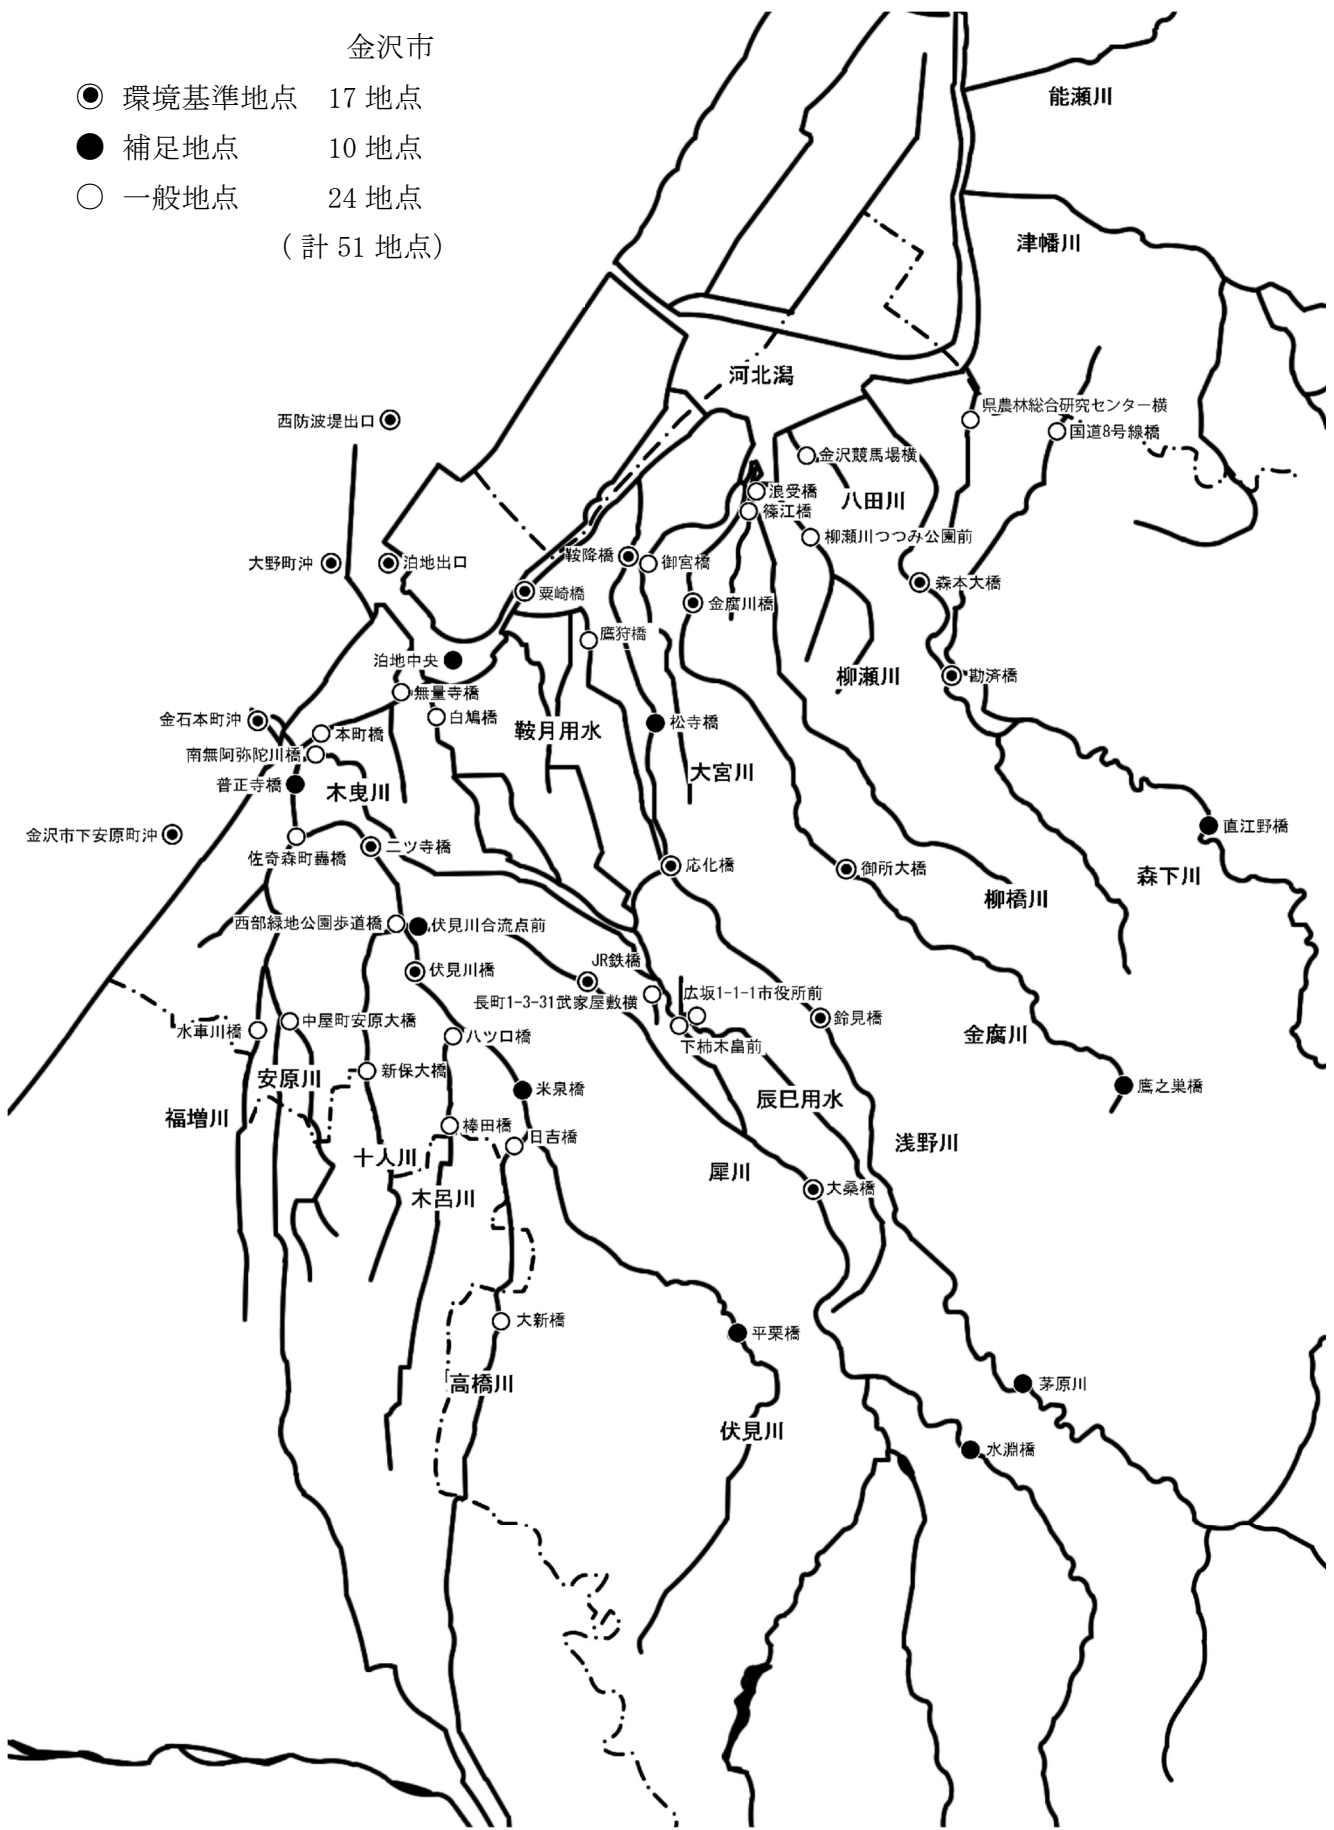 金沢市
◉ 環境基準地点 17 地点
● 補足地点 10 地点
○ 一般地点 24 地点
( 計 51 地点)
能瀬川
津幡川
河北潟
県農林総合研究センター横
西防波堤出口
国道8号線橋
金沢競馬場横
浪受橋
八田川
篠江橋
柳瀬川つつみ公園前
鞍降橋
御宮橋
大野町沖
泊地出口
森本大橋
粟崎橋
金腐川橋
鷹狩橋
泊地中央
柳瀬川
勘済橋
無量寺橋
金石本町沖
白鳩橋
松寺橋
鞍月用水
本町橋
南無阿弥陀川橋
大宮川
普正寺橋
木曳川
直江野橋
金沢市下安原町沖
二ツ寺橋
佐奇森町轟橋
応化橋
御所大橋
森下川
柳橋川
西部緑地公園歩道橋
伏見川合流点前
JR鉄橋
伏見川橋
長町1-3-31武家屋敷横
広坂1-1-1市役所前
鈴見橋
中屋町安原大橋
水車川橋
八ツ口橋
下柿木畠前
金腐川
新保大橋
安原川
鷹之巣橋
米泉橋
辰巳用水
福増川
棒田橋
日吉橋
浅野川
十人川
犀川
大桑橋
木呂川
大新橋
平栗橋
高橋川
茅原川
伏見川
水淵橋